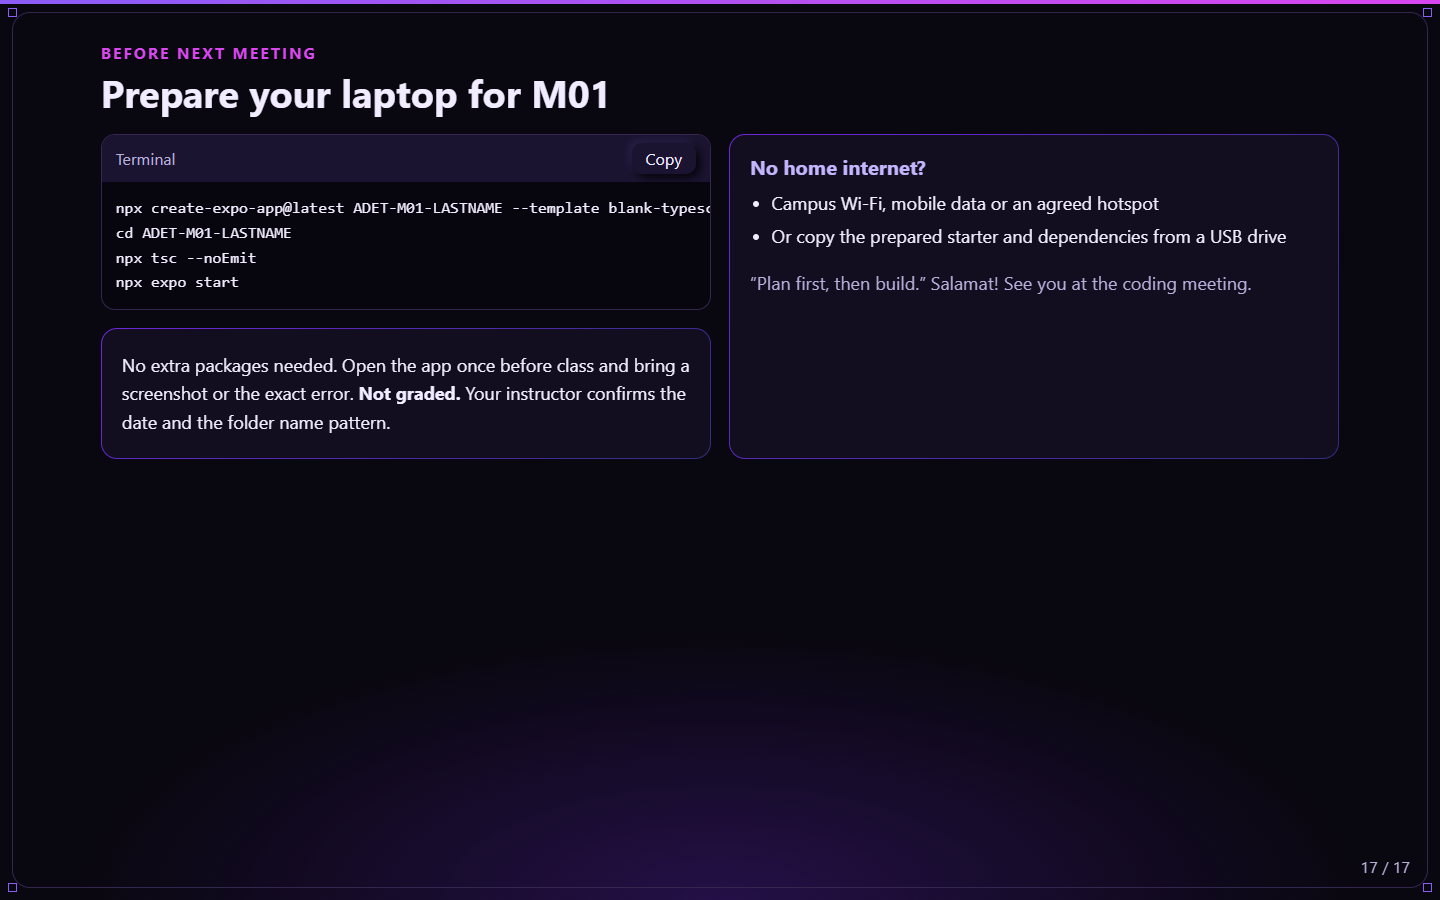 BEFORE NEXT MEETING
Prepare your laptop for M01
Terminal
Copy
npx create-expo-app@latest ADET-M01-LASTNAME --template blank-typesc
cd ADET-M01-LASTNAME
npx tsc --noEmit
npx expo start
No extra packages needed. Open the app once before class and bring a
screenshot or the exact error. Not graded. Your instructor confirms the
date and the folder name pattern.
No home internet?
• Campus Wi-Fi, mobile data or an agreed hotspot
• Or copy the prepared starter and dependencies from a USB drive
“Plan first, then build.” Salamat! See you at the coding meeting.
17 / 17